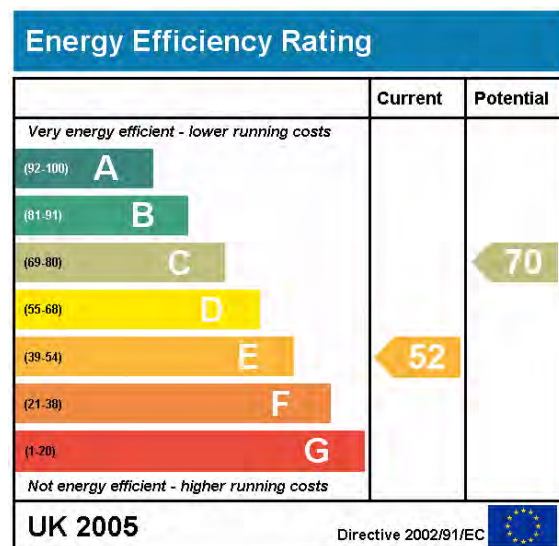 Energy Efficiency Rating
Current Potential
Very energy efficient - lower running costs
(92-100) A
(81-91) B
(69-80) C 70
(55-68) D
(39-54) E 52
(21-38) F
(1-20) G
Not energy efficient - higher running costs
UK 2005 Directive 2002/91/EC